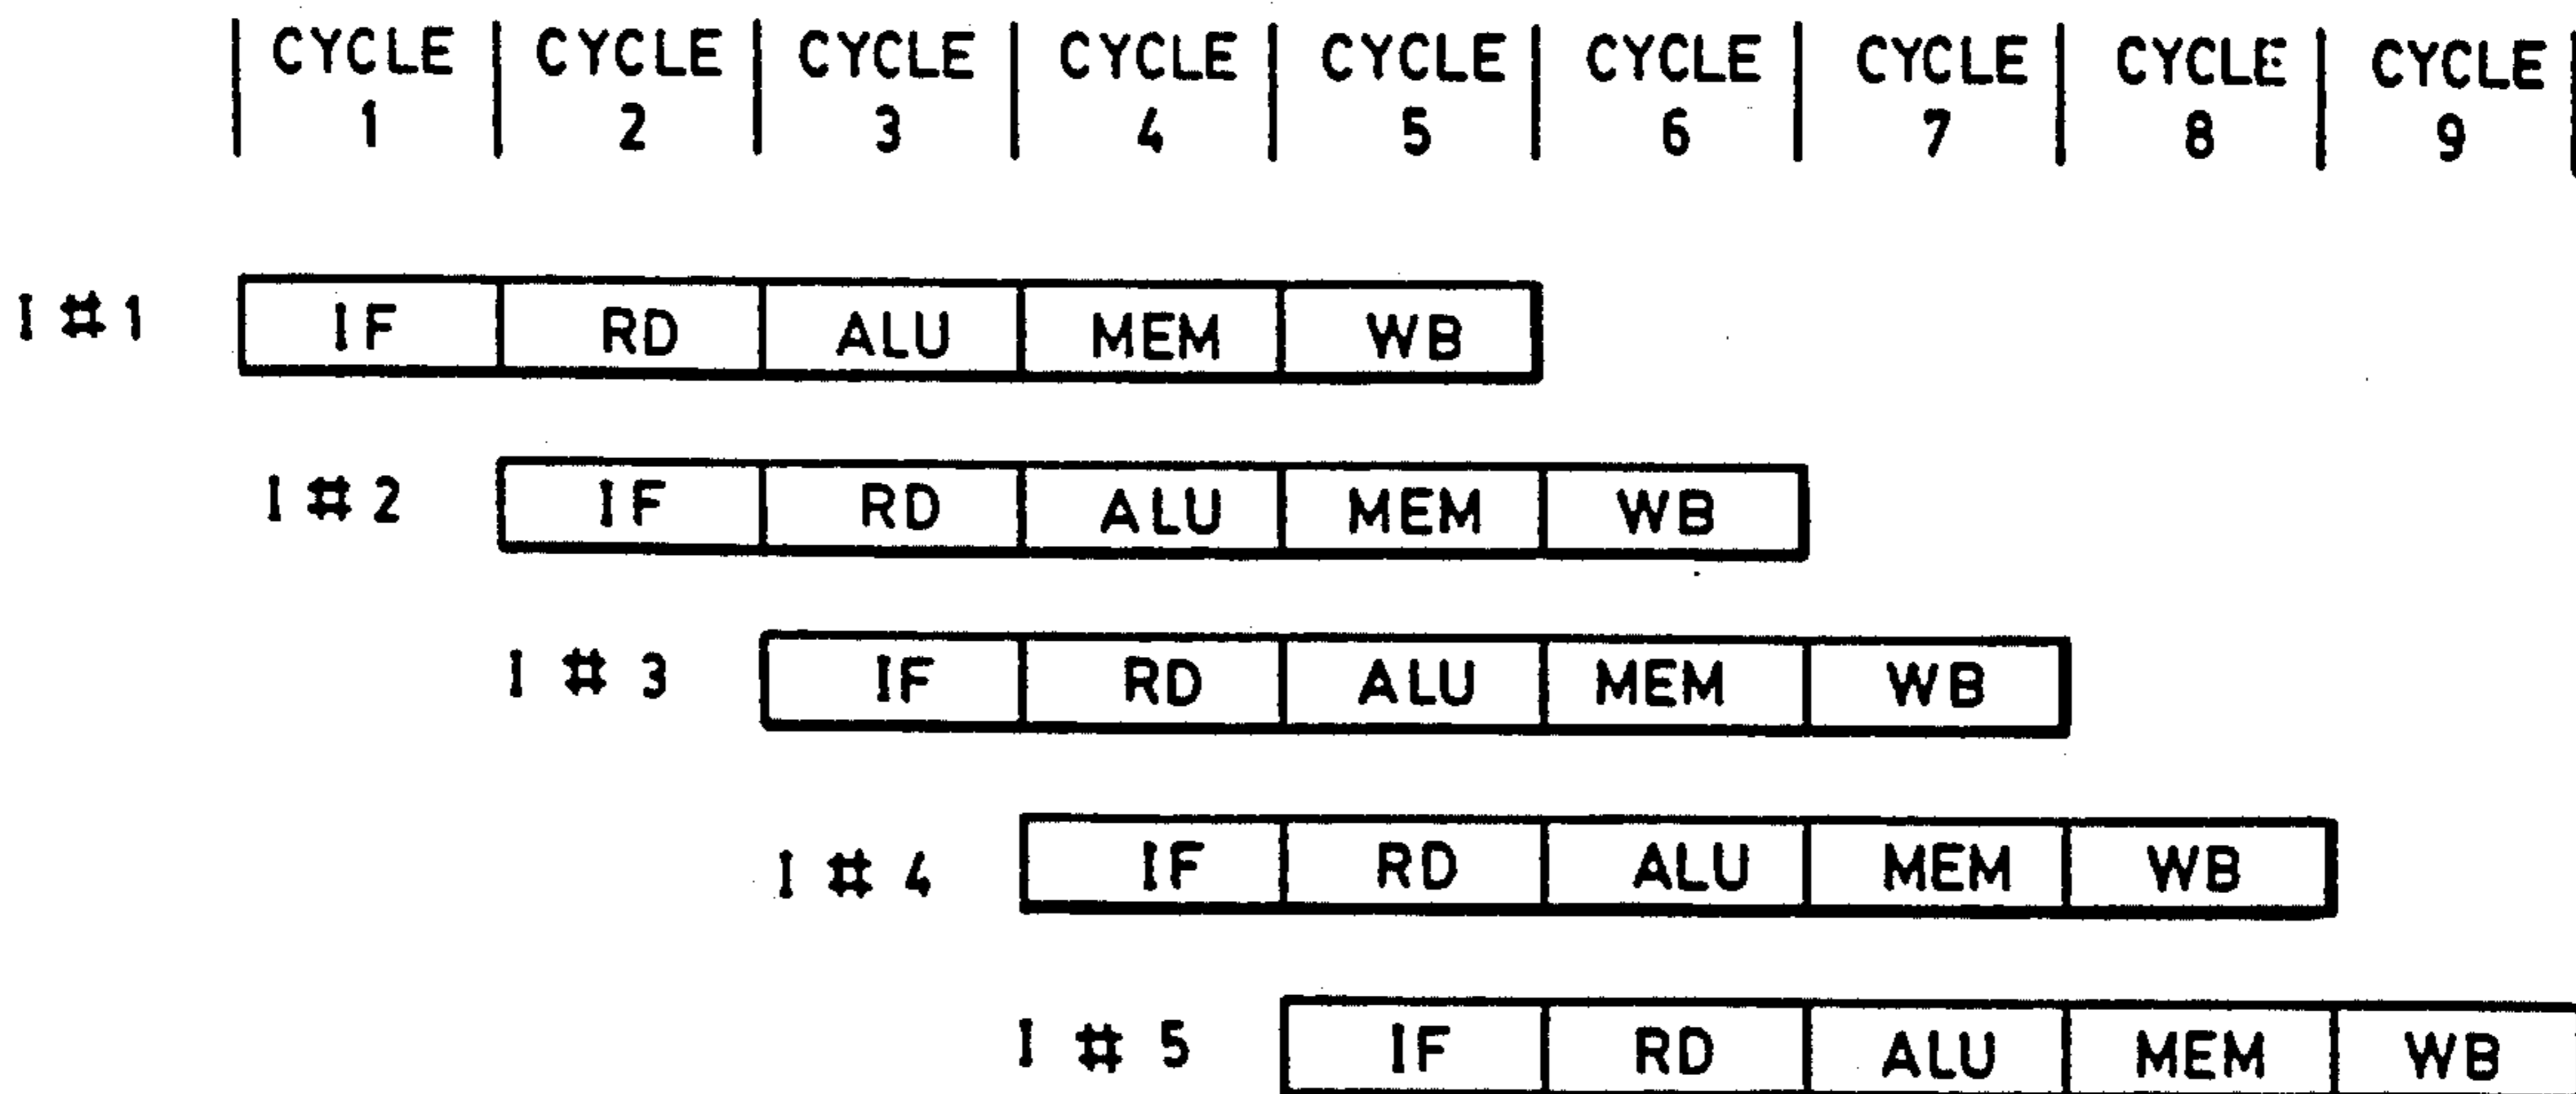 CYCLE CYCLE CYCLE CYCLE CYCLE CYCLE CYCLE CYCLE CYCLE
1 2 3 4 5 6 7 8 9
I #1 IF RD ALU MEM WB
I #2 IF RD ALU MEM WB
I # 3 IF RD ALU MEM WB
I # 4 IF RD ALU MEM WB
I # 5 IF RD ALU MEM WB